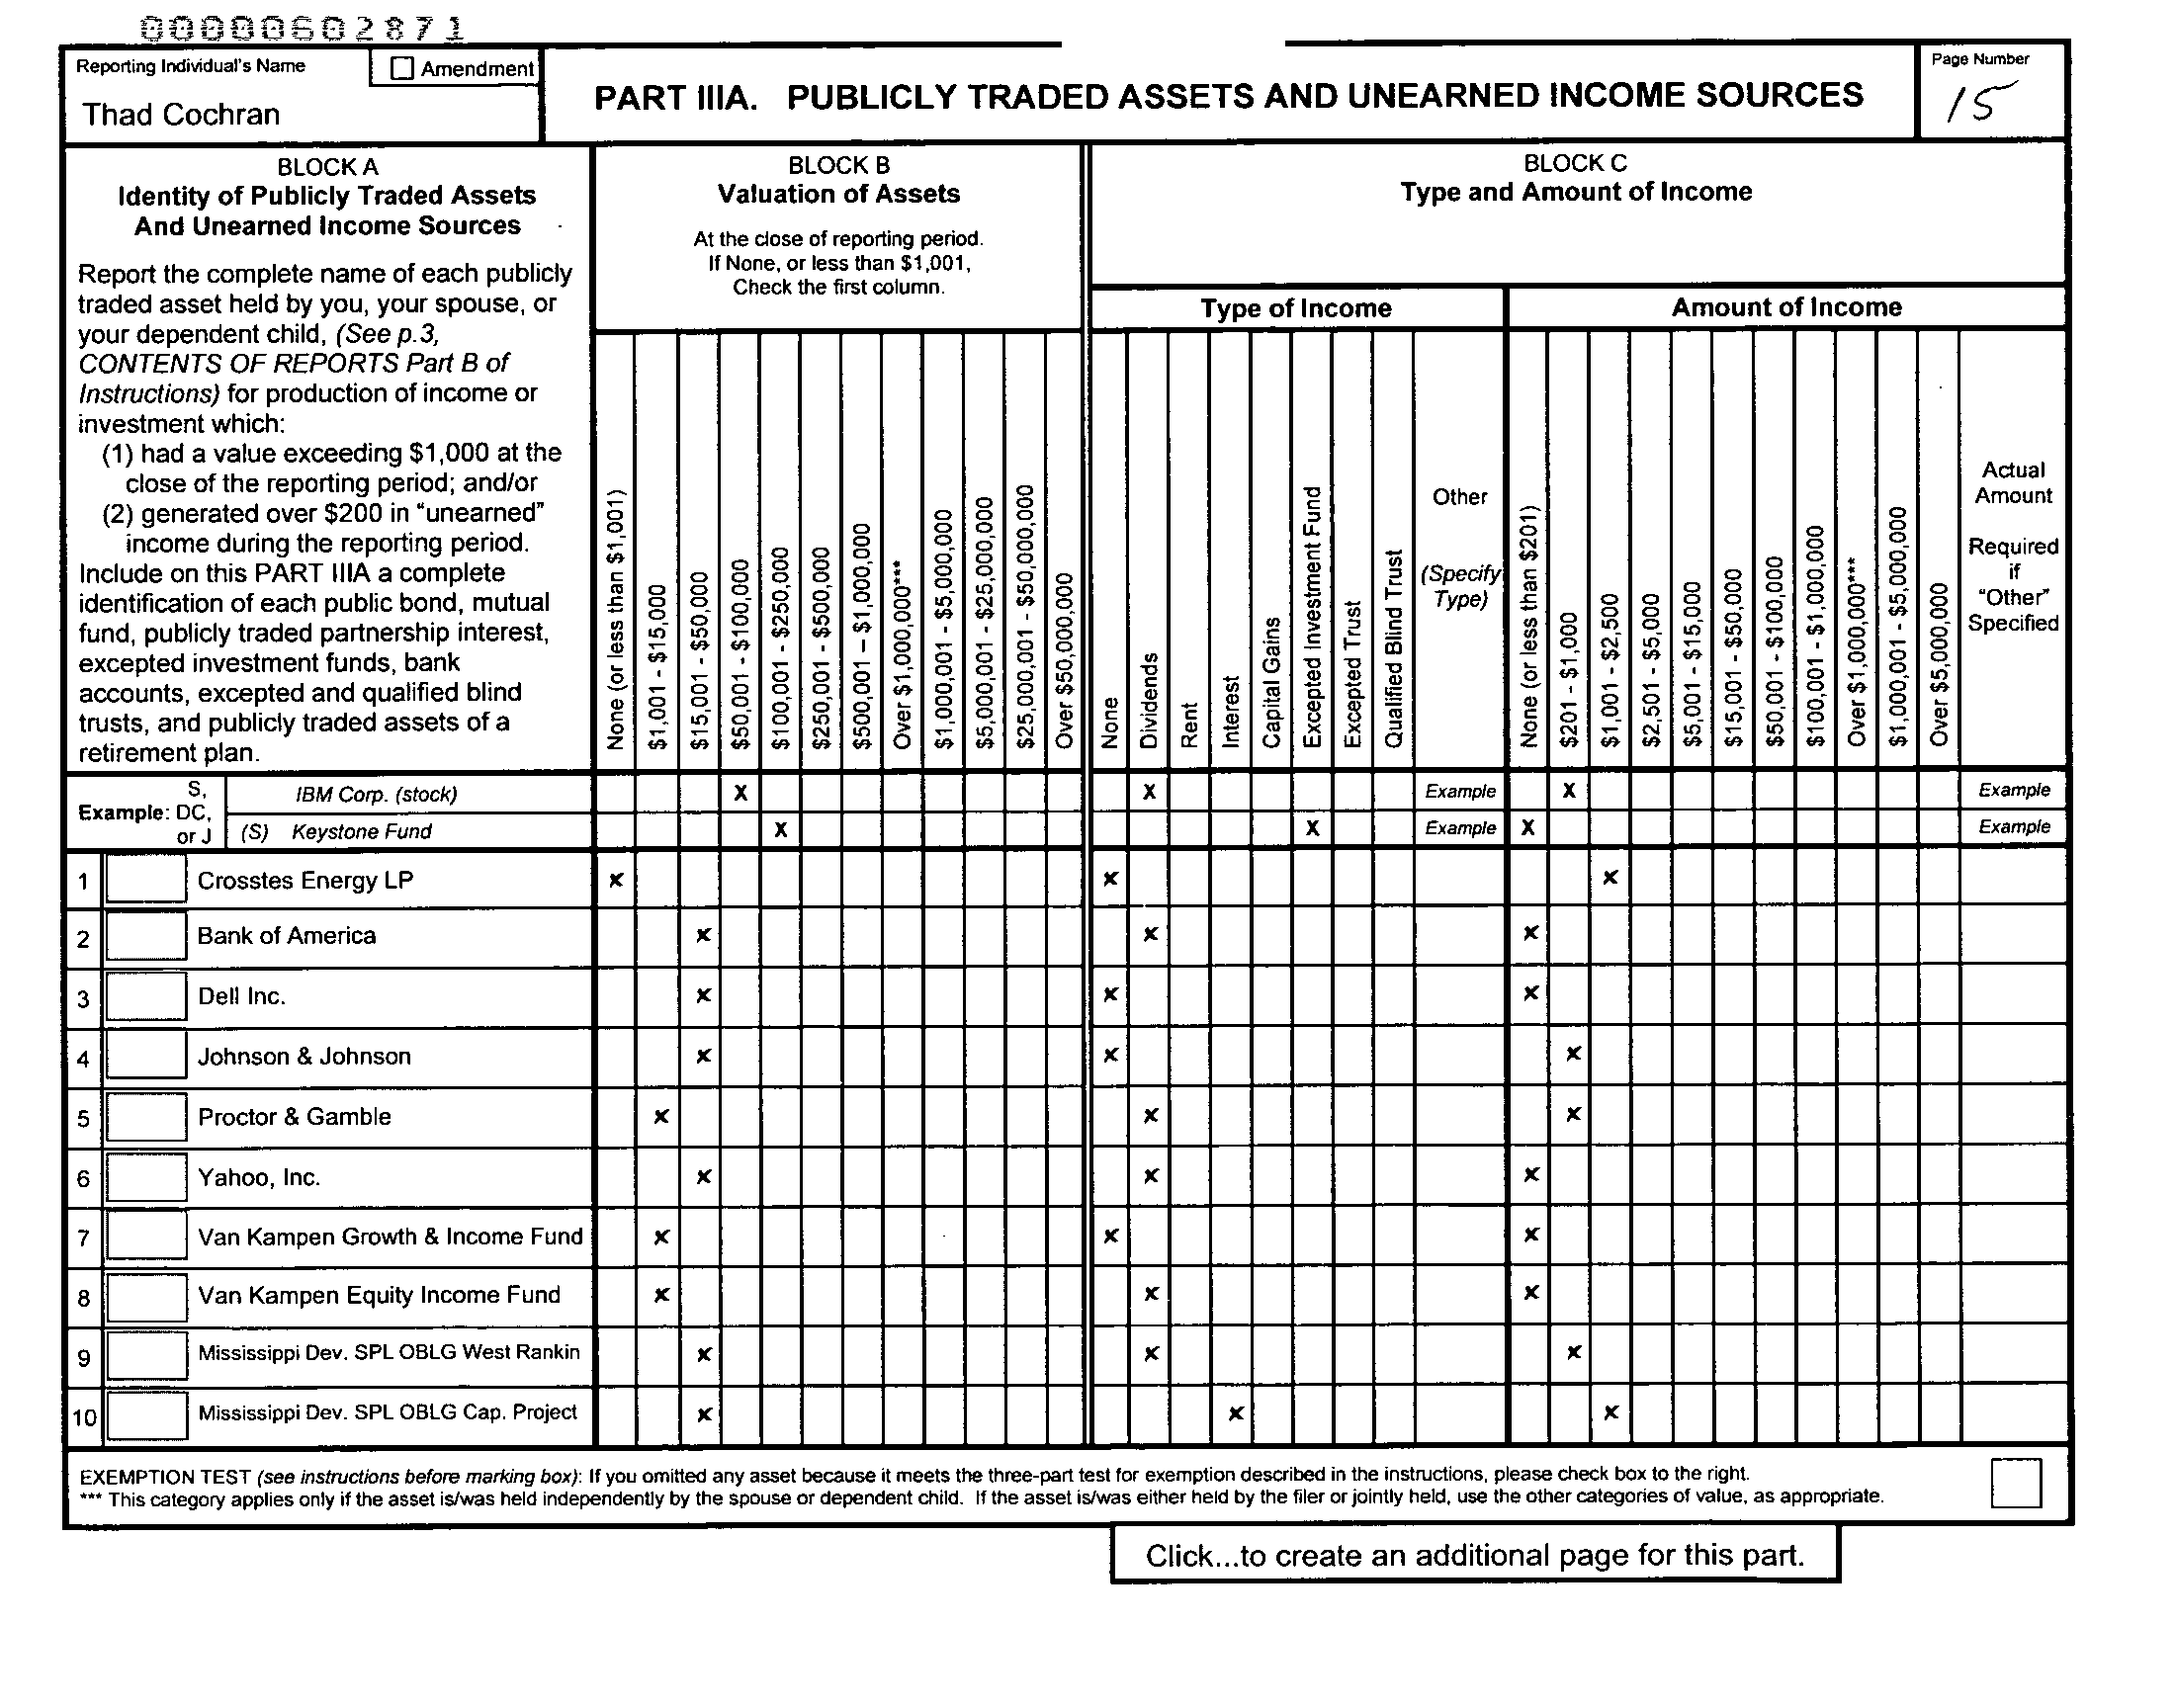 00000602871
Reporting Individual's Name
Amendment
Thad Cochran
PART IIIA. PUBLICLY TRADED ASSETS AND UNEARNED INCOME SOURCES
Page Number
15
BLOCK A
Identity of Publicly Traded Assets
And Unearned Income Sources
Report the complete name of each publicly
traded asset held by you, your spouse, or
your dependent child, (See p.3,
CONTENTS OF REPORTS Part B of
Instructions) for production of income or
investment which:
(1) had a value exceeding $1,000 at the
close of the reporting period; and/or
(2) generated over $200 in "unearned"
income during the reporting period.
Include on this PART IIIA a complete
identification of each public bond, mutual
fund, publicly traded partnership interest,
excepted investment funds, bank
accounts, excepted and qualified blind
trusts, and publicly traded assets of a
retirement plan.
BLOCK B
Valuation of Assets
At the close of reporting period.
If None, or less than $1,001,
Check the first column.
None (or less than $1,001)
$1,001 - $15,000
$15,001 - $50,000
$50,001 - $100,000
$100,001 - $250,000
$250,001 - $500,000
$500,001 – $1,000,000
Over $1,000,000***
$1,000,001 - $5,000,000
$5,000,001 - $25,000,000
$25,000,001 - $50,000,000
Over $50,000,000
BLOCK C
Type and Amount of Income
Type of Income
None
Dividends
Rent
Interest
Capital Gains
Excepted Investment Fund
Excepted Trust
Qualified Blind Trust
Other
(Specify
Type)
Amount of Income
None (or less than $201)
$201 - $1,000
$1,001 - $2,500
$2,501 - $5,000
$5,001 - $15,000
$15,001 - $50,000
$50,001 - $100,000
$100,001 - $1,000,000
Over $1,000,000***
$1,000,001 - $5,000,000
Over $5,000,000
Actual
Amount
Required
if
"Other"
Specified
Example: S, DC, or J
IBM Corp. (stock) X X Example X Example
(S) Keystone Fund X X Example X Example
1 Crosstes Energy LP x x x
2 Bank of America x x x
3 Dell Inc. x x x
4 Johnson & Johnson x x x
5 Proctor & Gamble x x x
6 Yahoo, Inc. x x x
7 Van Kampen Growth & Income Fund x x x
8 Van Kampen Equity Income Fund x x x
9 Mississippi Dev. SPL OBLG West Rankin x x x
10 Mississippi Dev. SPL OBLG Cap. Project x x x
EXEMPTION TEST (see instructions before marking box): If you omitted any asset because it meets the three-part test for exemption described in the instructions, please check box to the right.
*** This category applies only if the asset is/was held independently by the spouse or dependent child. If the asset is/was either held by the filer or jointly held, use the other categories of value, as appropriate.
Click...to create an additional page for this part.